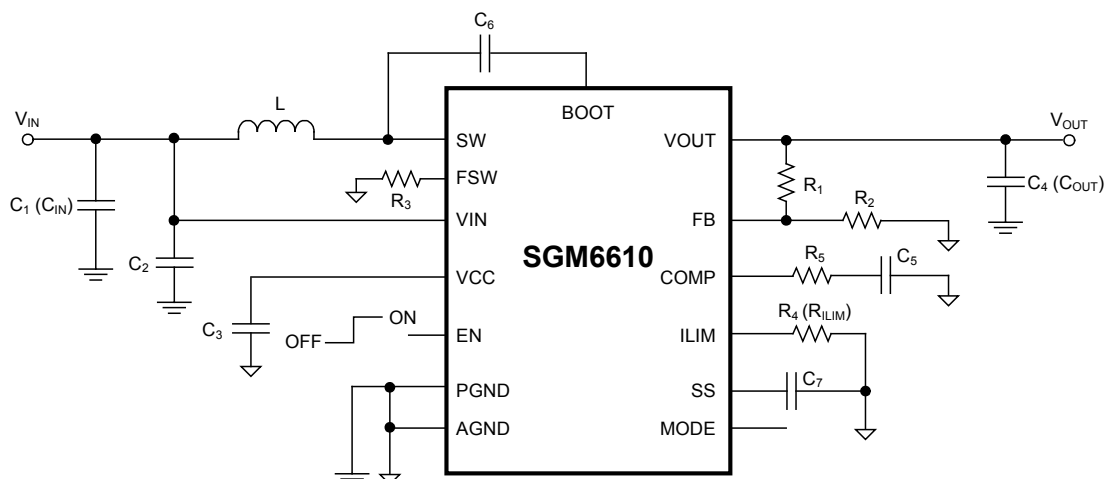 C6
L
VIN
BOOT
VOUT
SW
VOUT
FSW
R1
C4 (COUT)
C1 (CIN)
R3
R2
VIN
FB
SGM6610
C2
VCC
COMP
R5
C5
C3
ON
OFF
EN
R4 (RILIM)
ILIM
PGND
SS
C7
AGND
MODE